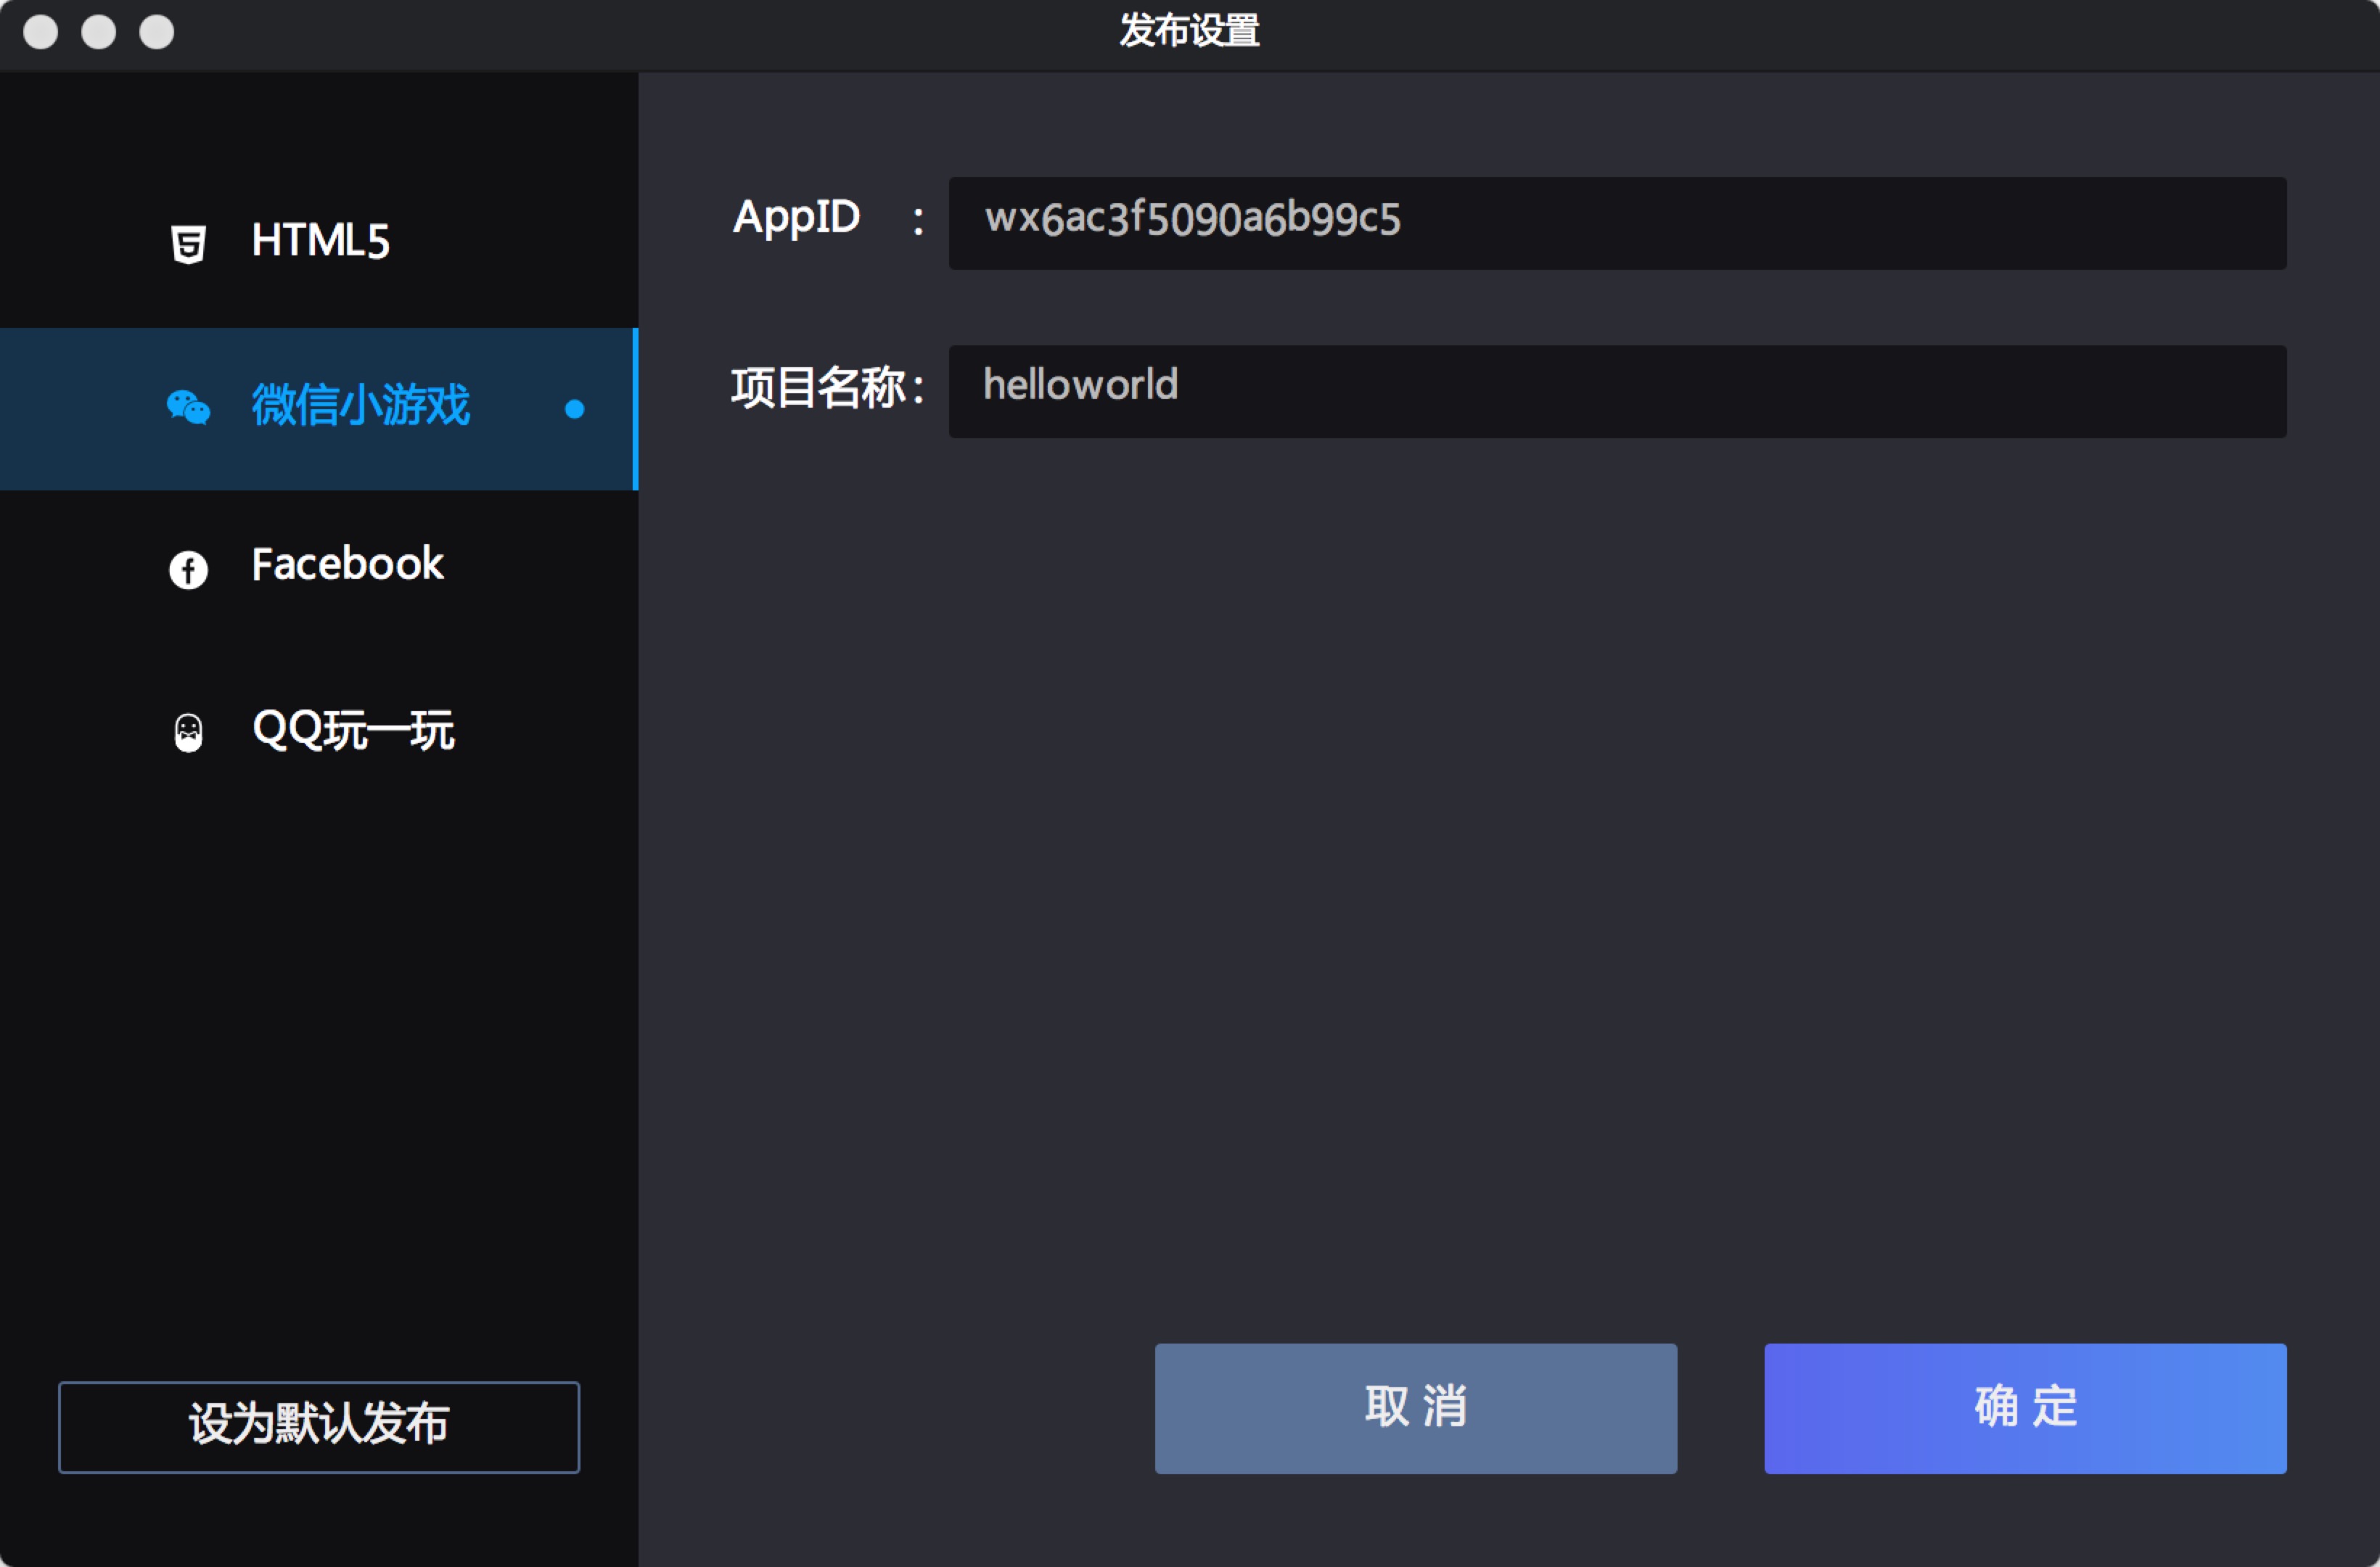 发布设置
HTML5
微信小游戏
Facebook
QQ玩一玩
设为默认发布
AppID : wx6ac3f5090a6b99c5
项目名称: helloworld
取 消
确 定